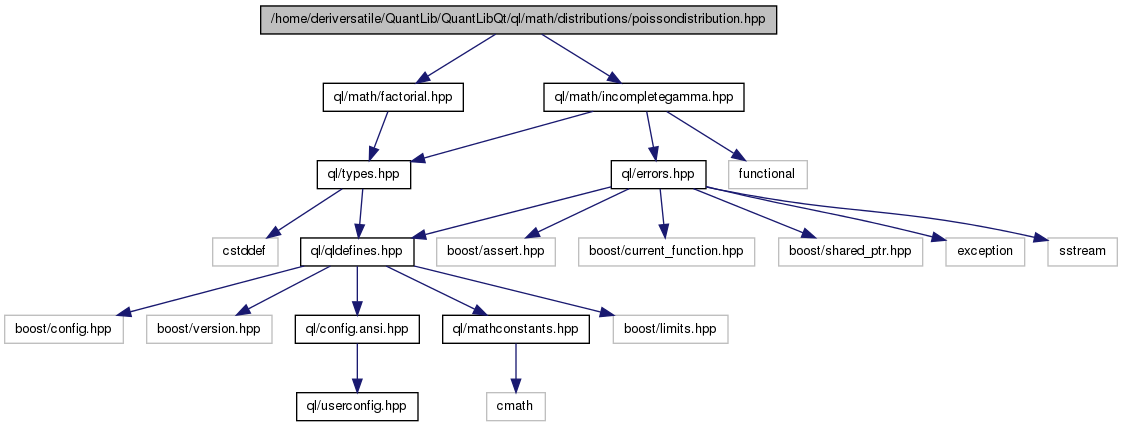 /home/deriversatile/QuantLib/QuantLibQt/ql/math/distributions/poissondistribution.hpp
ql/math/factorial.hpp
ql/math/incompletegamma.hpp
ql/types.hpp
ql/errors.hpp
functional
cstddef
ql/qldefines.hpp
boost/assert.hpp
boost/current_function.hpp
boost/shared_ptr.hpp
exception
sstream
boost/config.hpp
boost/version.hpp
ql/config.ansi.hpp
ql/mathconstants.hpp
boost/limits.hpp
ql/userconfig.hpp
cmath